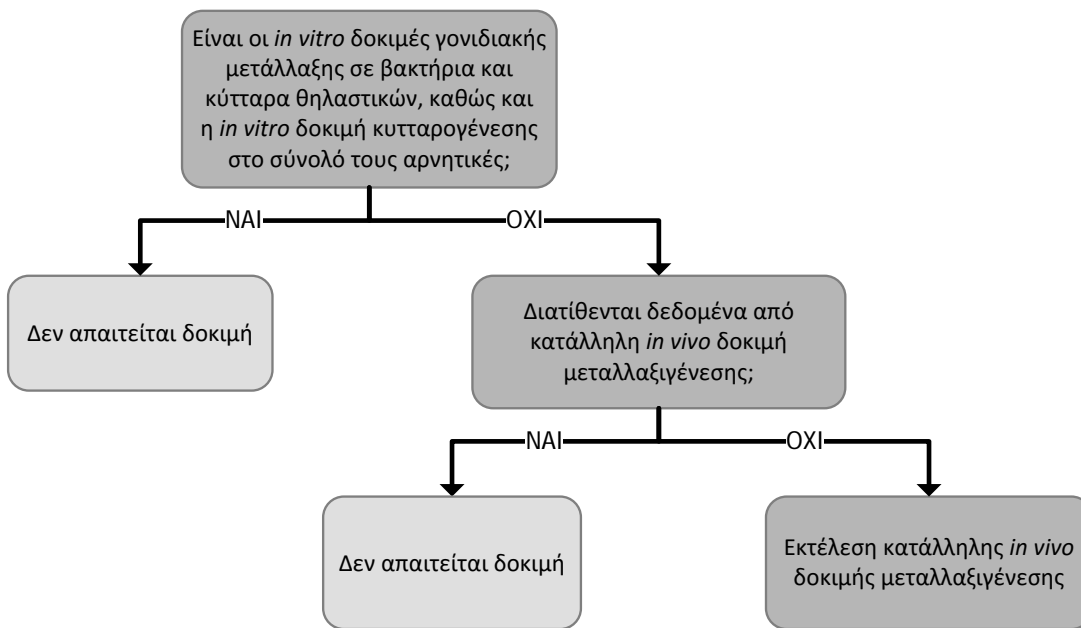 Είναι οι in vitro δοκιμές γονιδιακής
μετάλλαξης σε βακτήρια και
κύτταρα θηλαστικών, καθώς και
η in vitro δοκιμή κυτταρογένεσης
στο σύνολό τους αρνητικές;
ΝΑΙ
ΟΧΙ
Δεν απαιτείται δοκιμή
Διατίθενται δεδομένα από
κατάλληλη in vivo δοκιμή
μεταλλαξιγένεσης;
ΝΑΙ
ΟΧΙ
Δεν απαιτείται δοκιμή
Εκτέλεση κατάλληλης in vivo
δοκιμής μεταλλαξιγένεσης